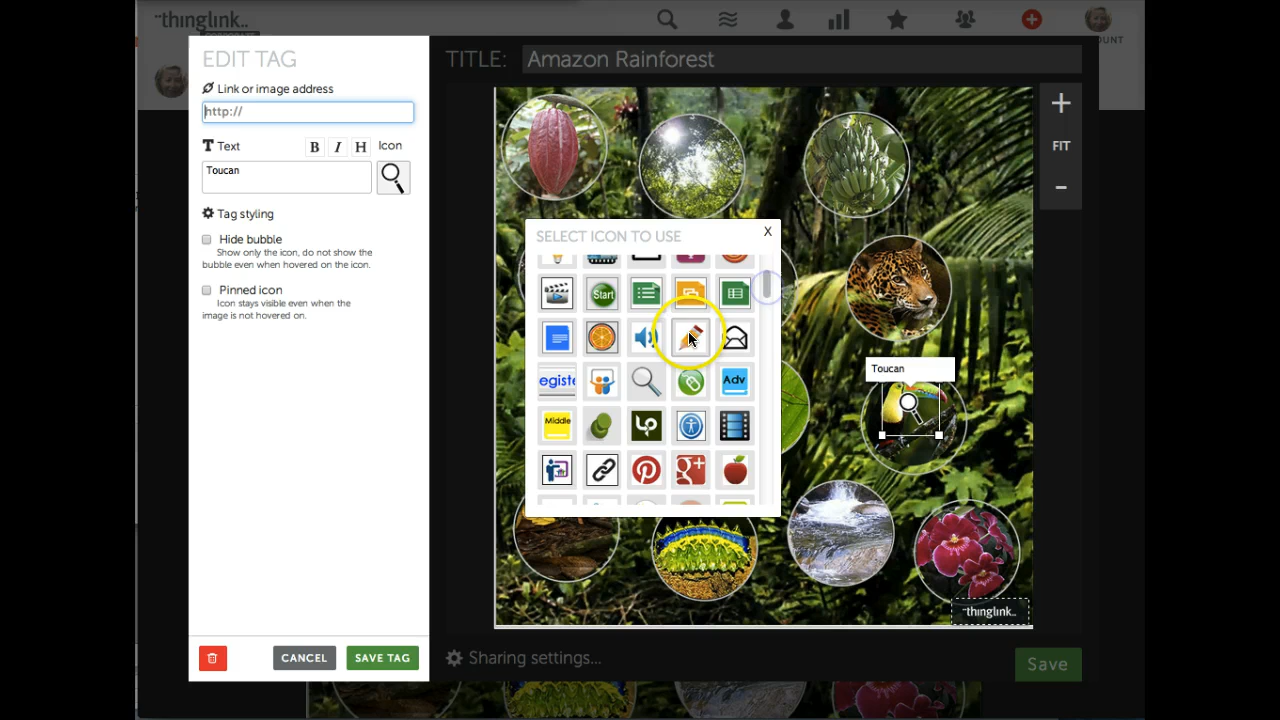 ¨thinglink..
COUNT
EDIT TAG
Link or image address
http://
T Text B I H Icon
Toucan
Tag styling
Hide bubble
Show only the icon, do not show the
bubble even when hovered on the icon.
Pinned icon
Icon stays visible even when the
image is not hovered on.
CANCEL
SAVE TAG
TITLE: Amazon Rainforest
FIT
SELECT ICON TO USE X
Start
egiste
Adv
Middle
Toucan
¨thinglink..
Sharing settings...
Save